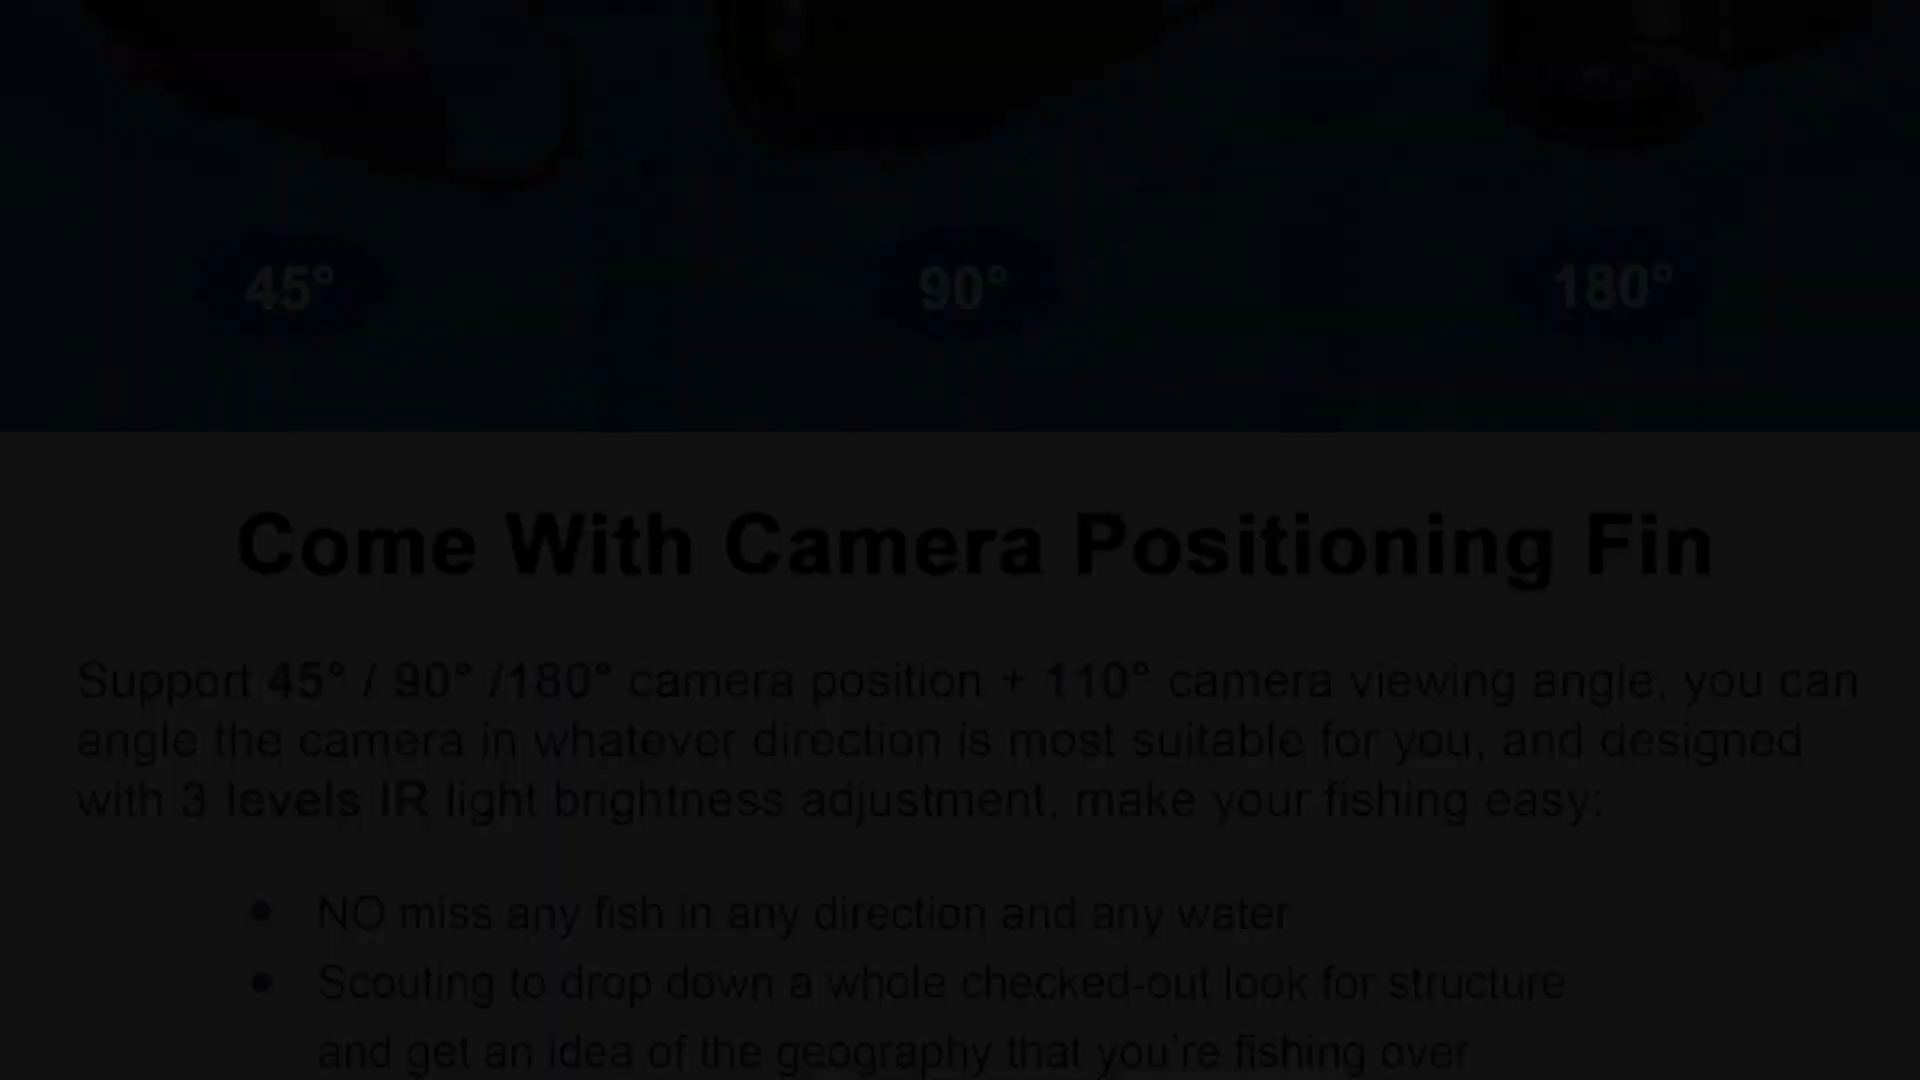 45° 90° 180°
Come With Camera Positioning Fin
Support 45° / 90° /180° camera position + 110° camera viewing angle, you can
angle the camera in whatever direction is most suitable for you, and designed
with 3 levels IR light brightness adjustment, make your fishing easy:
• NO miss any fish in any direction and any water
• Scouting to drop down a whole checked-out look for structure
and get an idea of the geography that you're fishing over